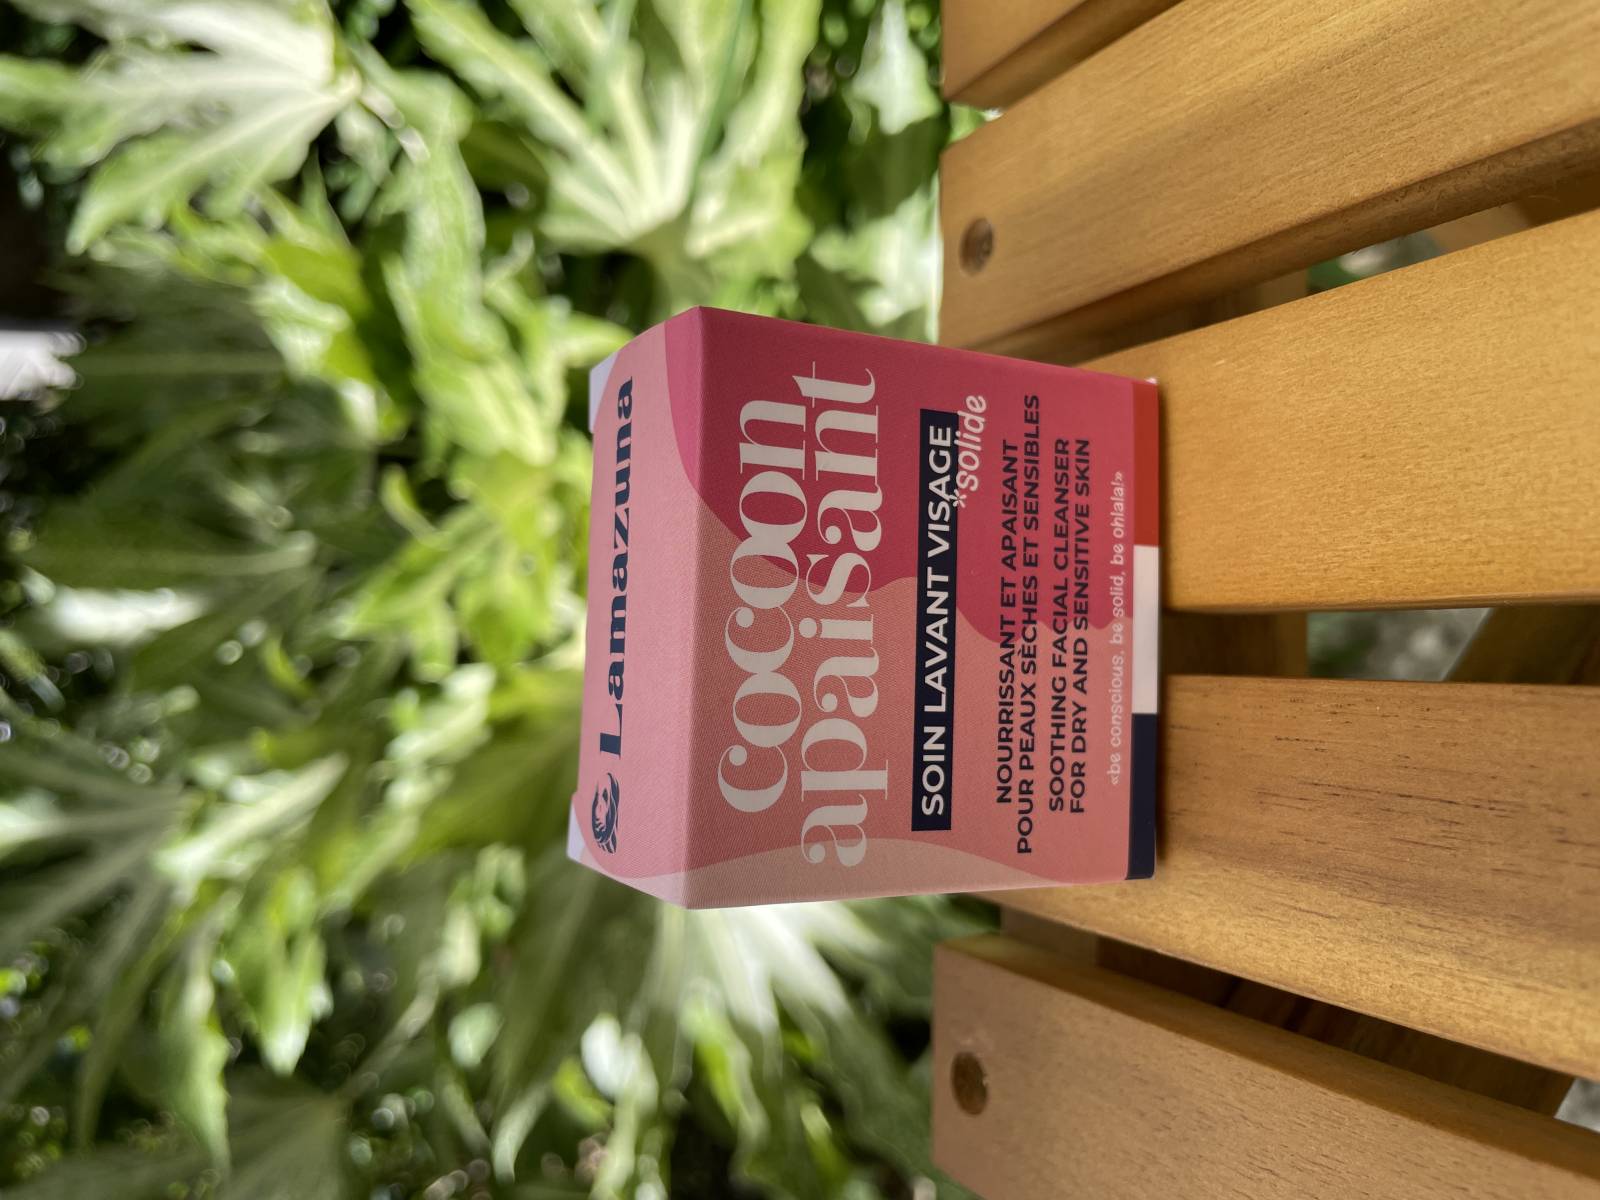 Lamazuna
Cocoon
apaisant
SOIN LAVANT VISAGE
*solide
NOURRISSANT ET APAISANT
POUR PEAUX SÈCHES ET SENSIBLES
SOOTHING FACIAL CLEANSER
FOR DRY AND SENSITIVE SKIN
«be conscious, be solid, be ohlala!»